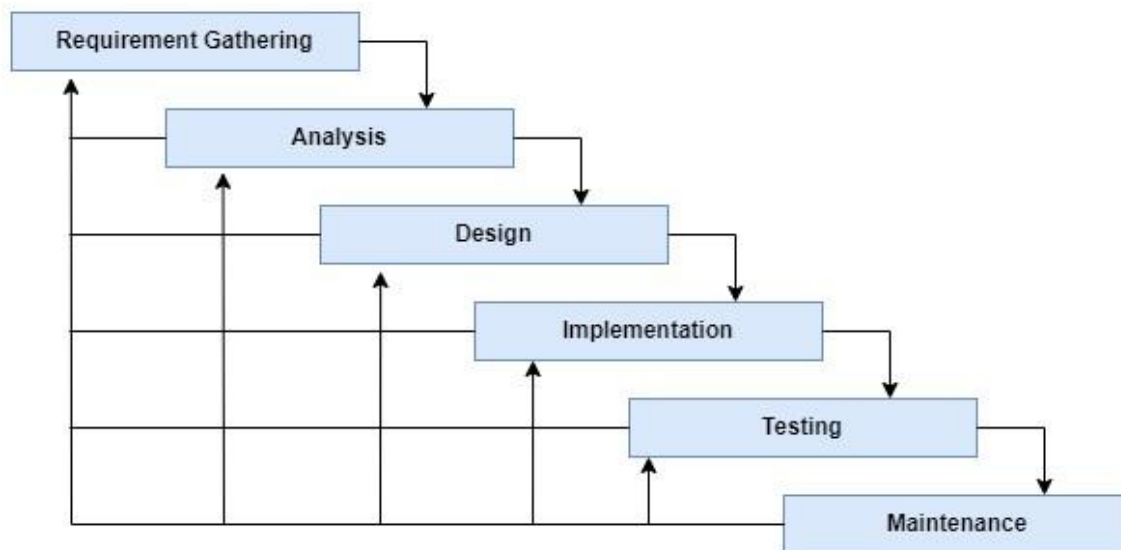 Requirement Gathering
Analysis
Design
Implementation
Testing
Maintenance